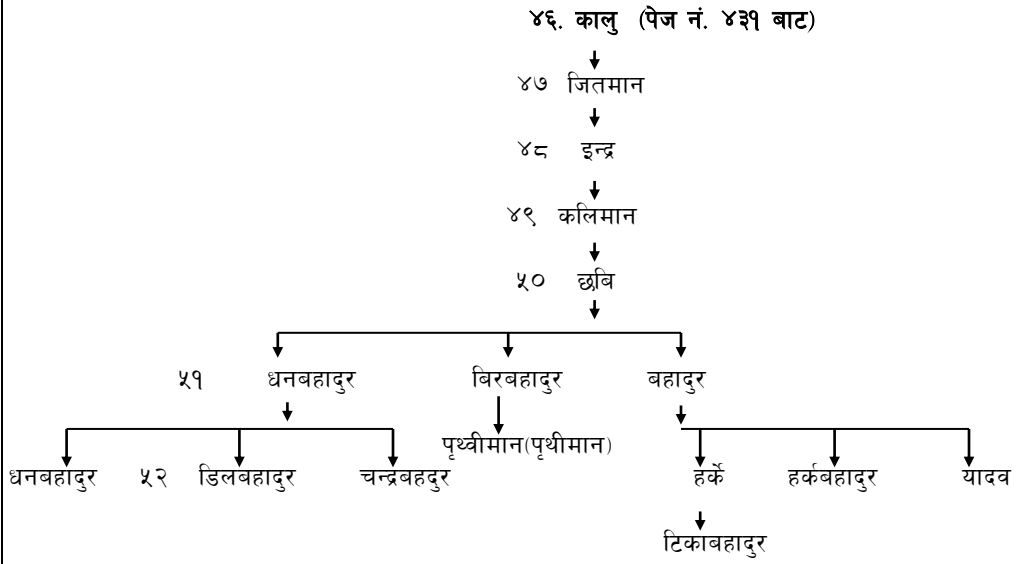 ४६. कालु (पेज नं. ४३१ बाट)
४७ जितमान
४८ इन्द्र
४९ कलिमान
५० छबि
५१ धनबहादुर बिरबहादुर बहादुर
पृथ्वीमान(पृथीमान)
धनबहादुर ५२ डिलबहादुर चन्द्रबहदुर हर्के हर्कबहादुर यादव
टिकाबहादुर